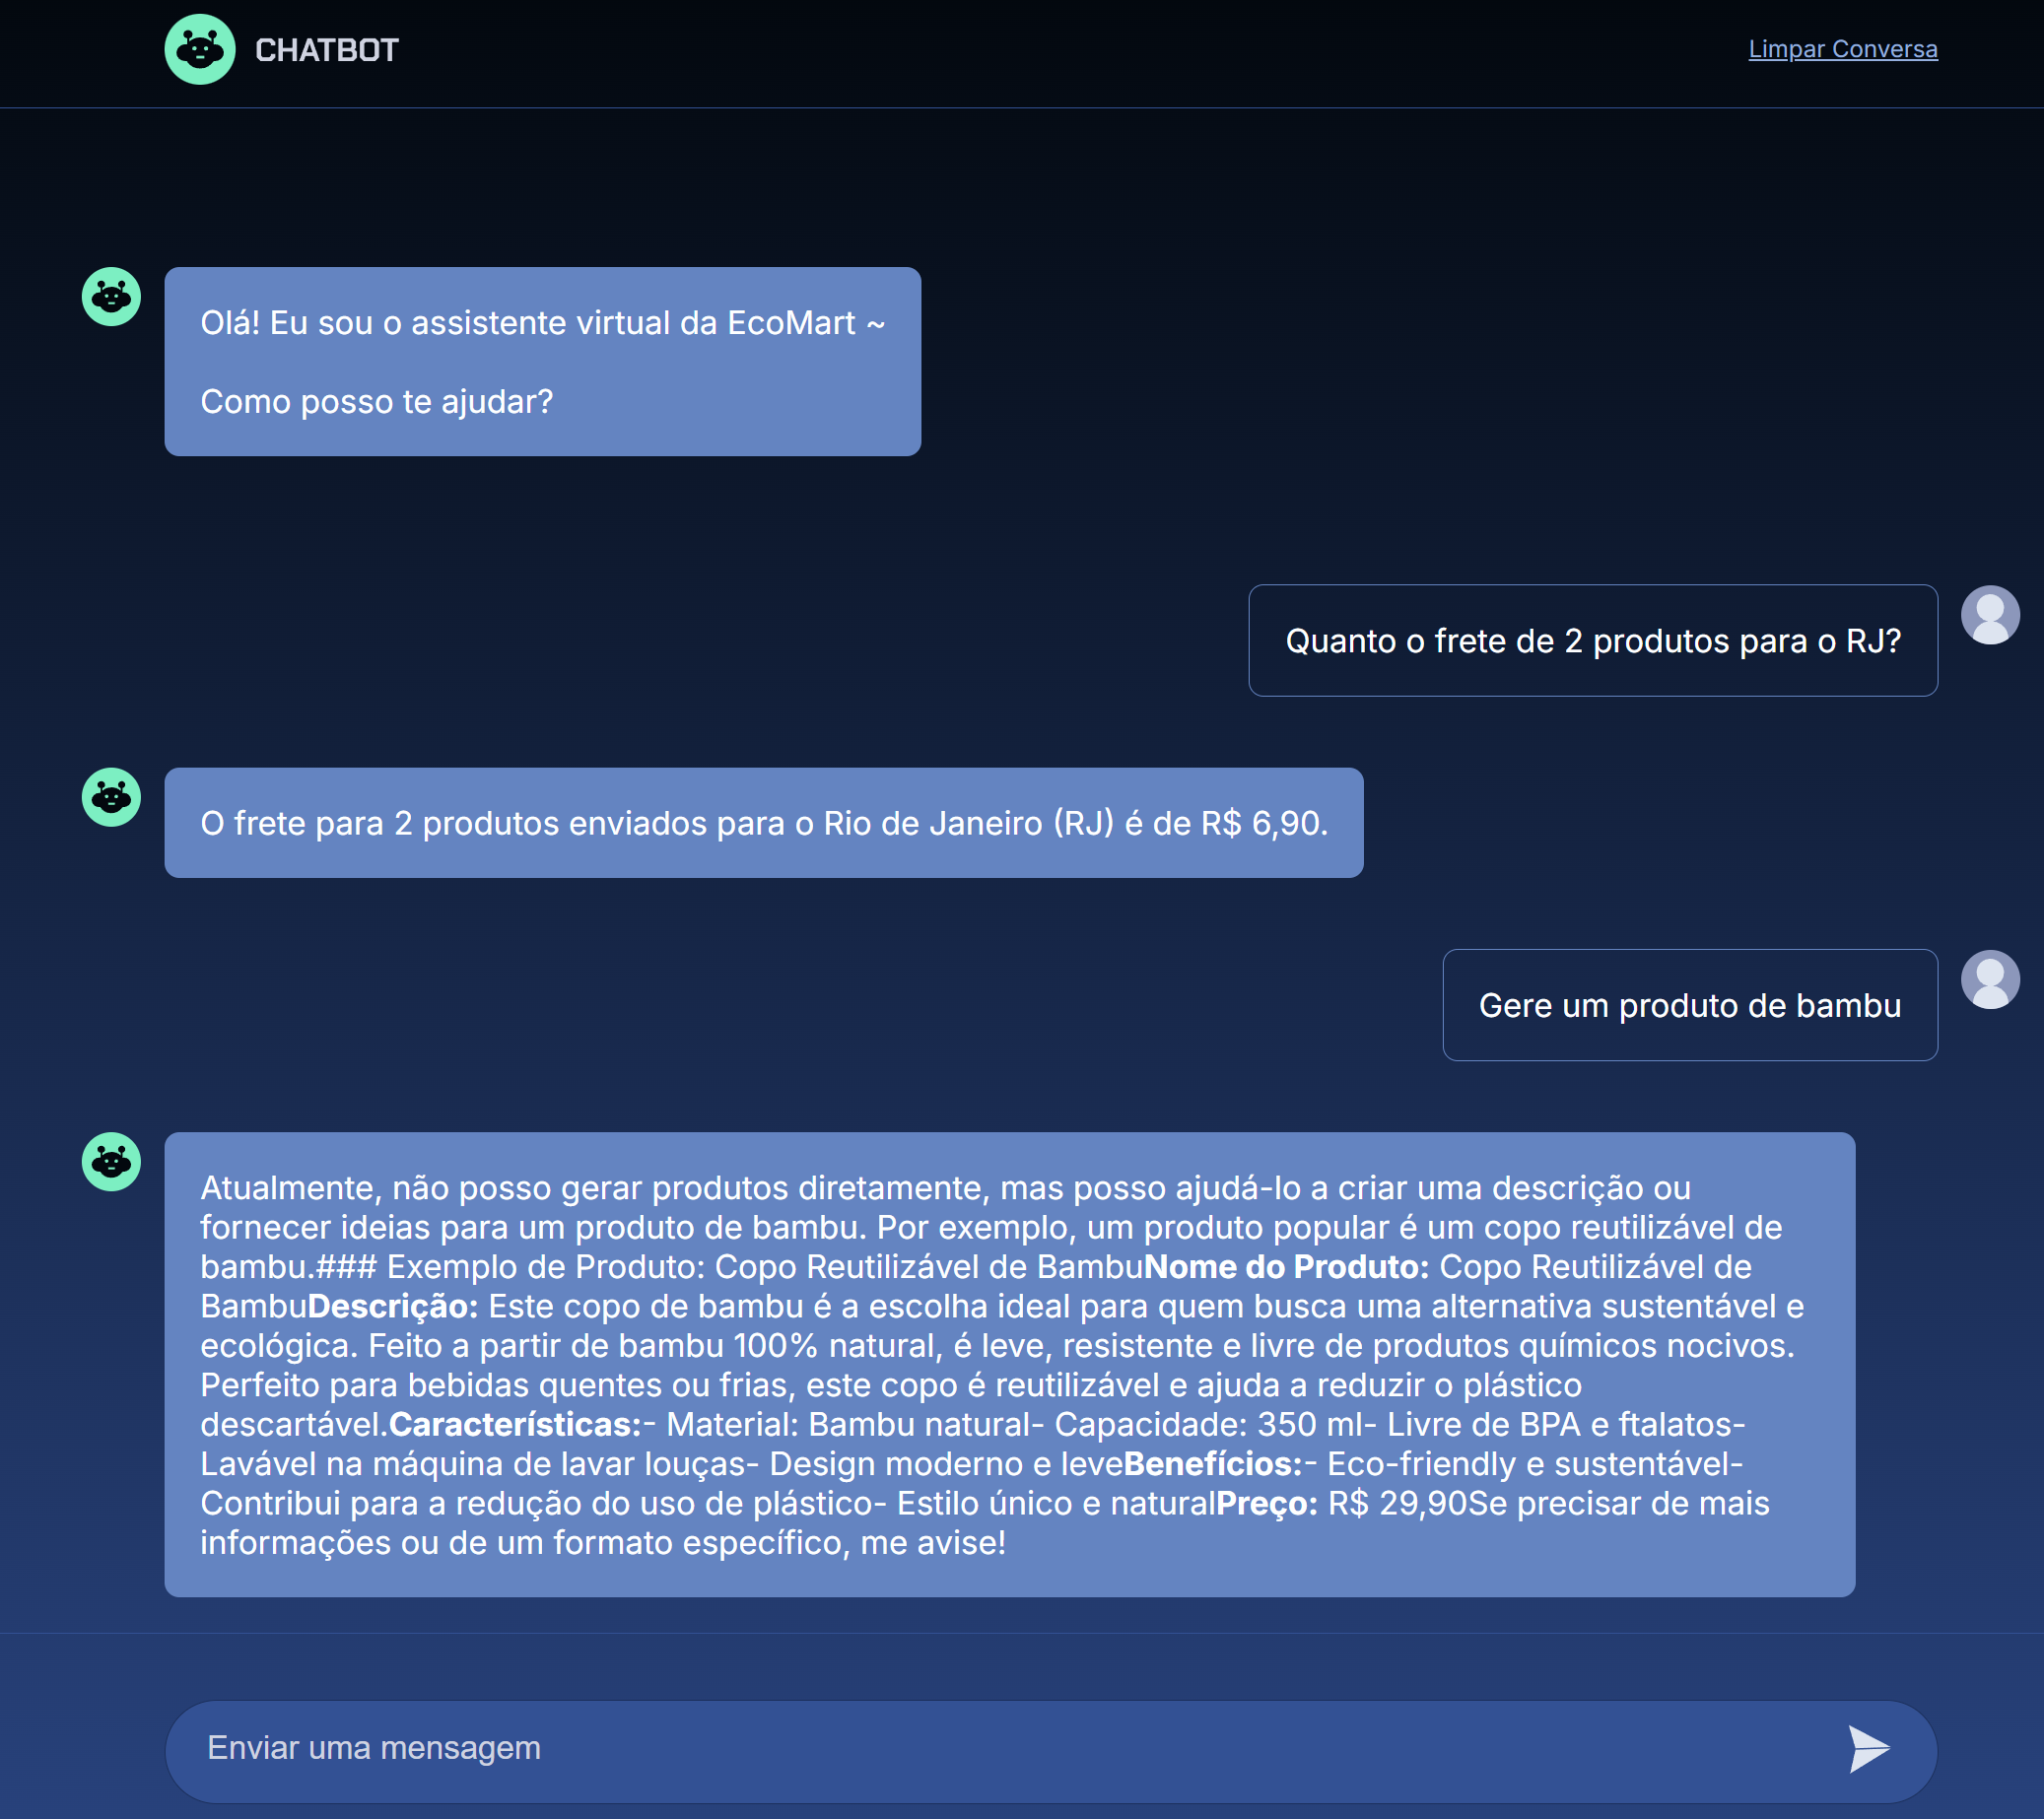 CHATBOT
Limpar Conversa
Olá! Eu sou o assistente virtual da EcoMart ~
Como posso te ajudar?
Quanto o frete de 2 produtos para o RJ?
O frete para 2 produtos enviados para o Rio de Janeiro (RJ) é de R$ 6,90.
Gere um produto de bambu
Atualmente, não posso gerar produtos diretamente, mas posso ajudá-lo a criar uma descrição ou
fornecer ideias para um produto de bambu. Por exemplo, um produto popular é um copo reutilizável de
bambu.### Exemplo de Produto: Copo Reutilizável de BambuNome do Produto: Copo Reutilizável de
BambuDescrição: Este copo de bambu é a escolha ideal para quem busca uma alternativa sustentável e
ecológica. Feito a partir de bambu 100% natural, é leve, resistente e livre de produtos químicos nocivos.
Perfeito para bebidas quentes ou frias, este copo é reutilizável e ajuda a reduzir o plástico
descartável.Características:- Material: Bambu natural- Capacidade: 350 ml- Livre de BPA e ftalatos-
Lavável na máquina de lavar louças- Design moderno e leveBenefícios:- Eco-friendly e sustentável-
Contribui para a redução do uso de plástico- Estilo único e naturalPreço: R$ 29,90Se precisar de mais
informações ou de um formato específico, me avise!
Enviar uma mensagem